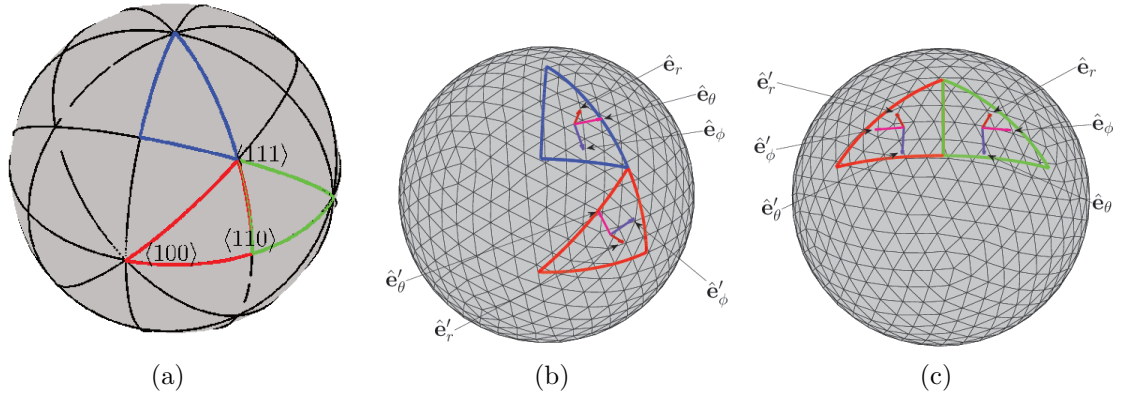 ⟨111⟩
⟨110⟩
⟨100⟩
(a)
ê_r
ê_θ
ê_ϕ
ê′_θ
ê′_ϕ
ê′_r
(b)
ê′_r
ê_r
ê′_ϕ
ê_ϕ
ê′_θ
ê_θ
(c)